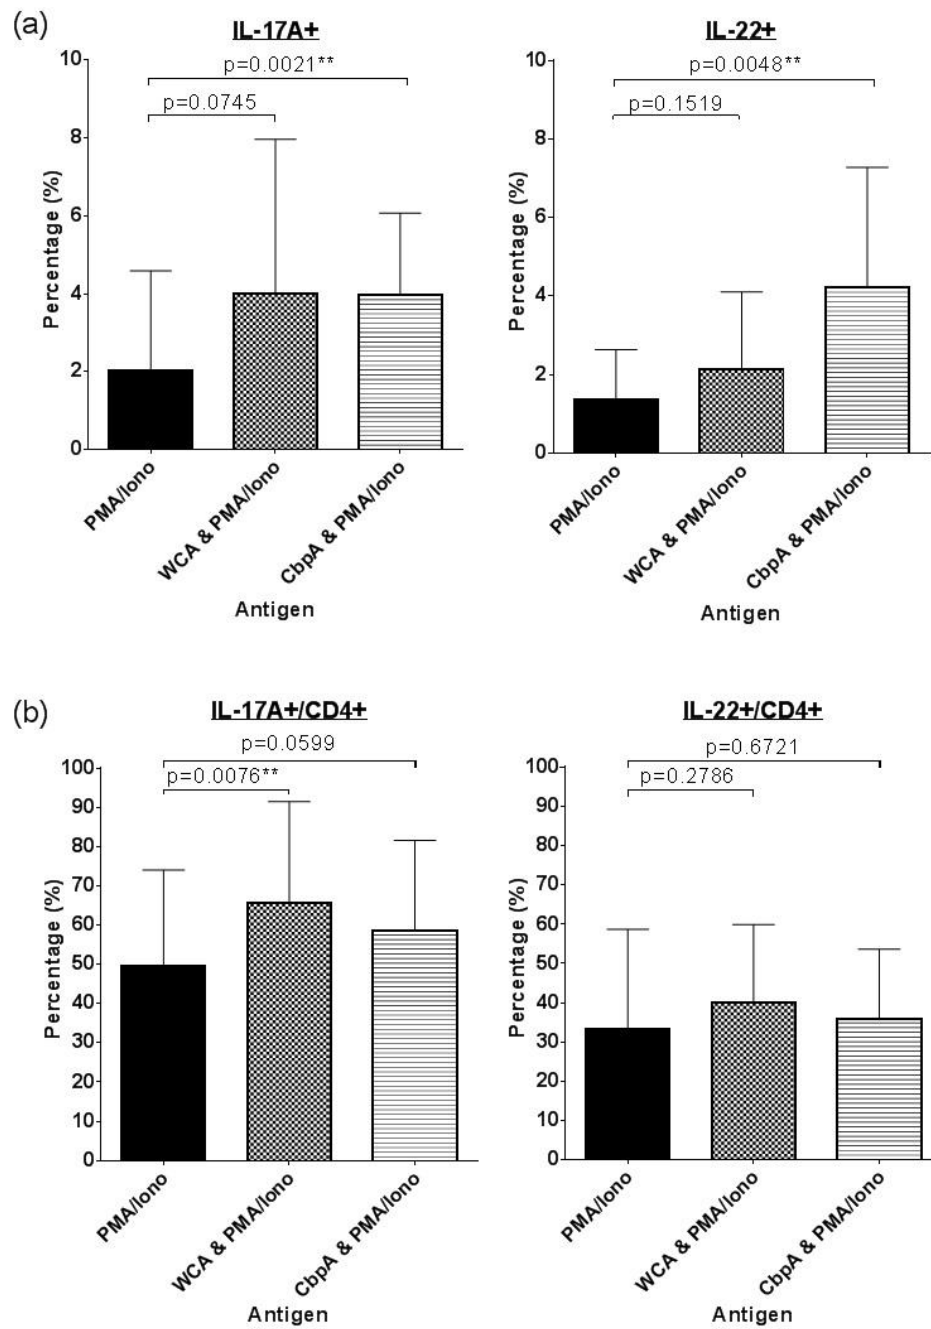 (a)
IL-17A+
p=0.0021**
p=0.0745
Percentage (%)
10
8
6
4
2
0
PMA/Iono
WCA & PMA/Iono
CbpA & PMA/Iono
Antigen
IL-22+
p=0.0048**
p=0.1519
Percentage (%)
10
8
6
4
2
0
PMA/Iono
WCA & PMA/Iono
CbpA & PMA/Iono
Antigen
(b)
IL-17A+/CD4+
p=0.0599
p=0.0076**
Percentage (%)
100
90
80
70
60
50
40
30
20
10
0
PMA/Iono
WCA & PMA/Iono
CbpA & PMA/Iono
Antigen
IL-22+/CD4+
p=0.6721
p=0.2786
Percentage (%)
100
90
80
70
60
50
40
30
20
10
0
PMA/Iono
WCA & PMA/Iono
CbpA & PMA/Iono
Antigen